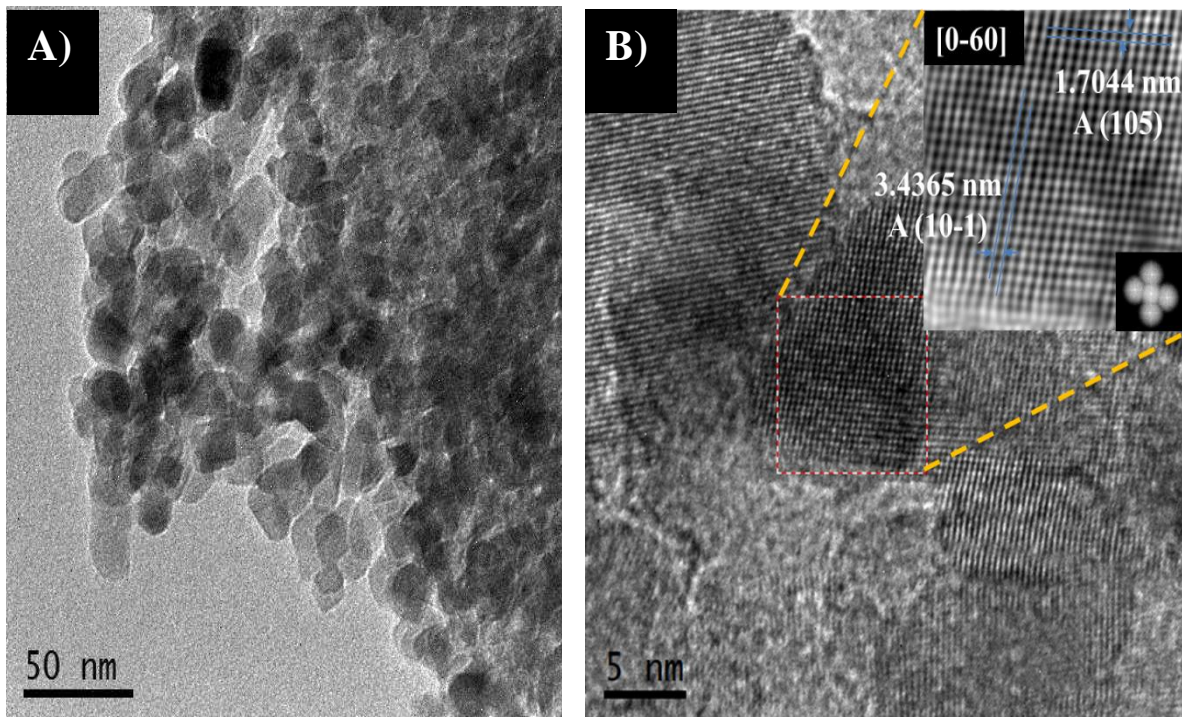 A)
50 nm
B)
[0-60]
1.7044 nm
A (105)
3.4365 nm
A (10-1)
5 nm